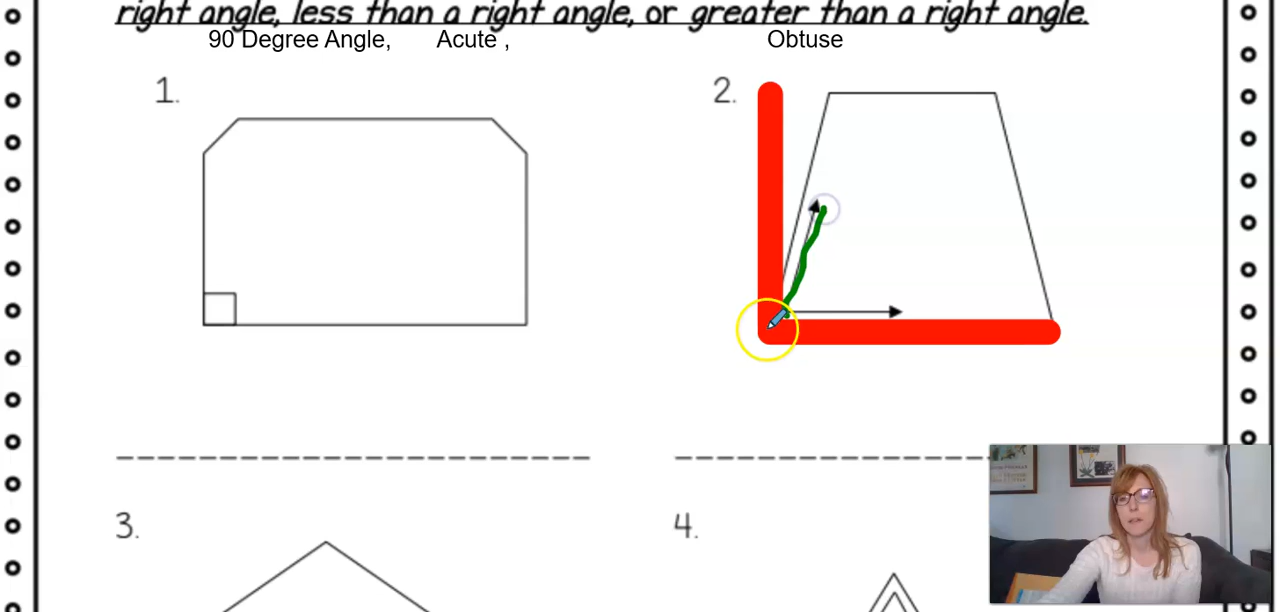 right angle, less than a right angle, or greater than a right angle.
90 Degree Angle, Acute , Obtuse
1. 2.
3. 4.